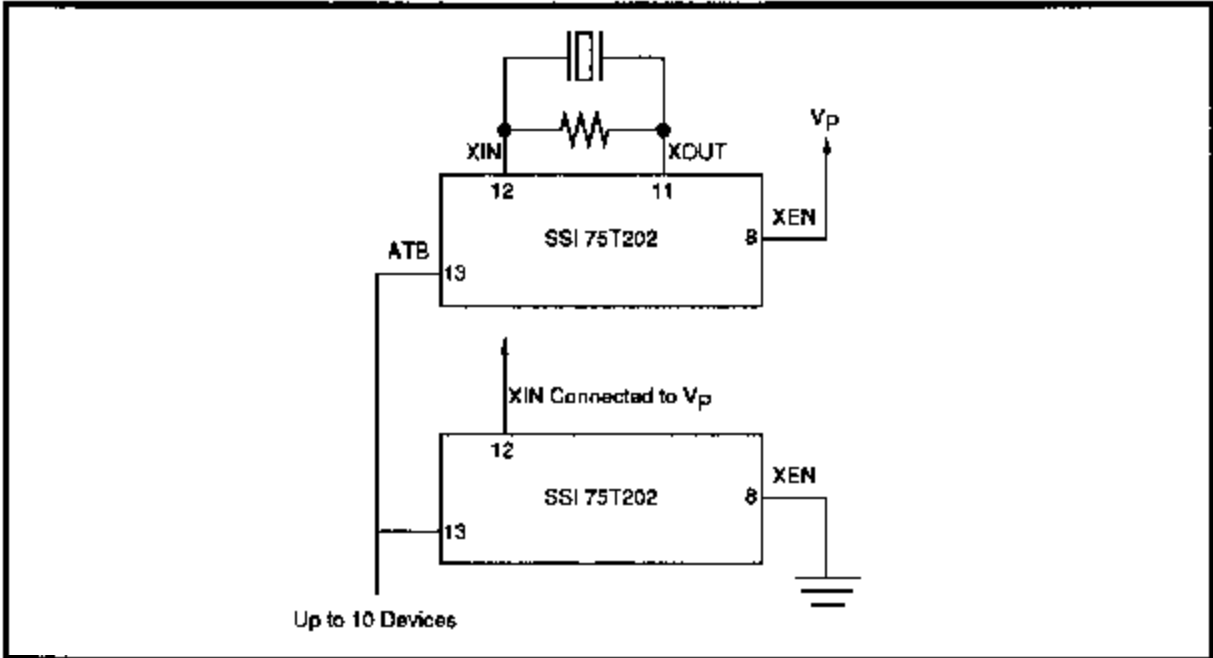 VP
XIN
XOUT
12
11
SSI 75T202
8
XEN
ATB
13
XIN Connected to VP
12
SSI 75T202
8
XEN
13
Up to 10 Devices